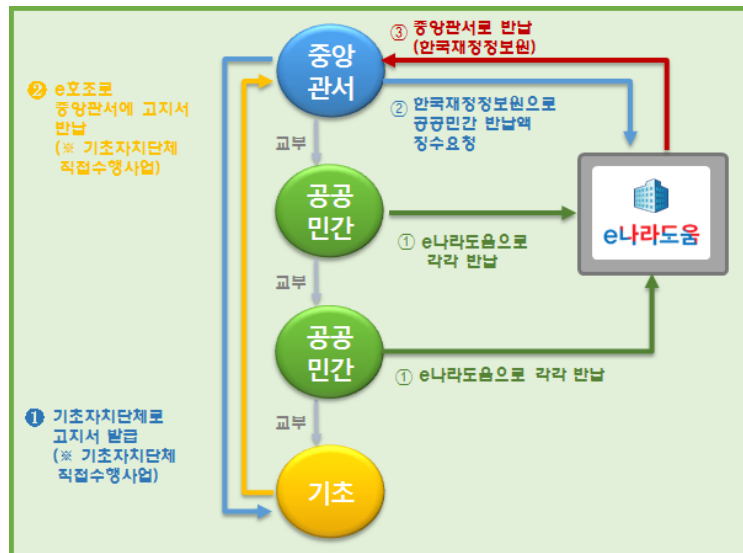 중앙
관서
③ 중앙관서로 반납
(한국재정정보원)
❷ e호조로
중앙관서에 고지서
반납
(※ 기초자치단체
직접수행사업)
② 한국재정정보원으로
공공민간 반납액
징수요청
교부
공공
민간
① e나라도움으로
각각 반납
e나라도움
교부
공공
민간
① e나라도움으로 각각 반납
❶ 기초자치단체로
고지서 발급
(※ 기초자치단체
직접수행사업)
교부
기초